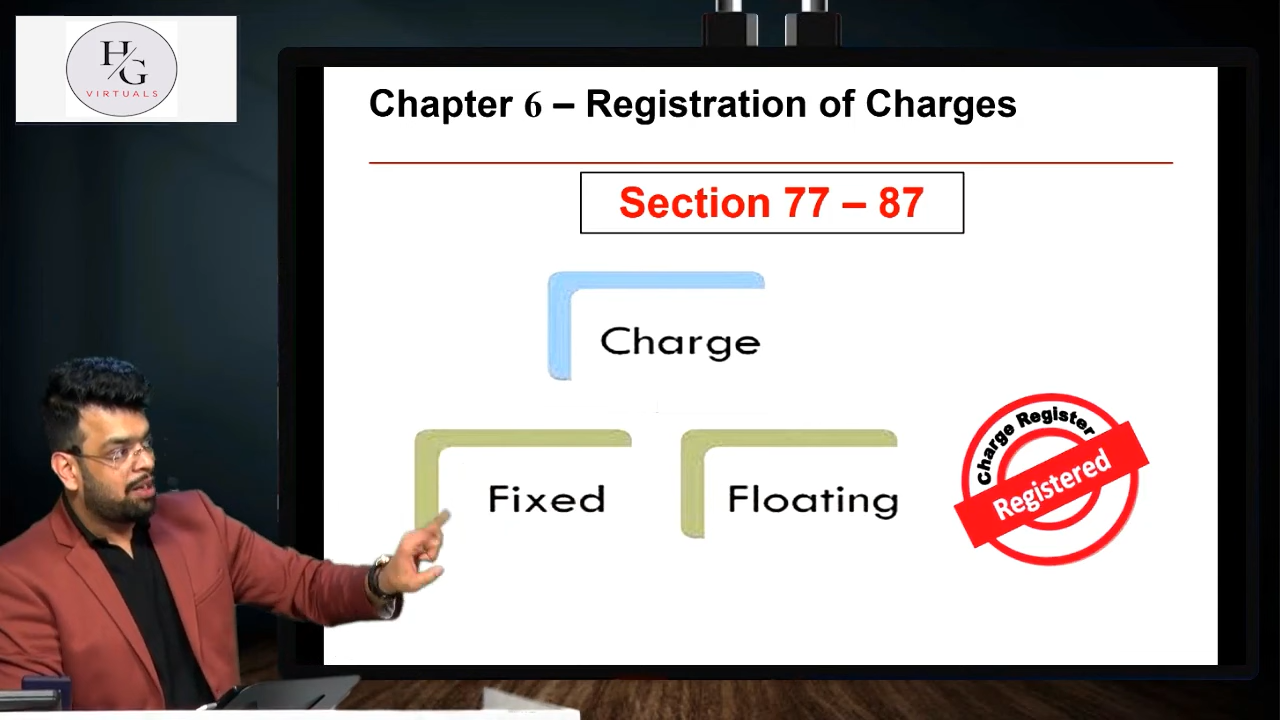 H/G
VIRTUALS
Chapter 6 – Registration of Charges
Section 77 – 87
Charge
Fixed
Floating
Charge Register
Registered